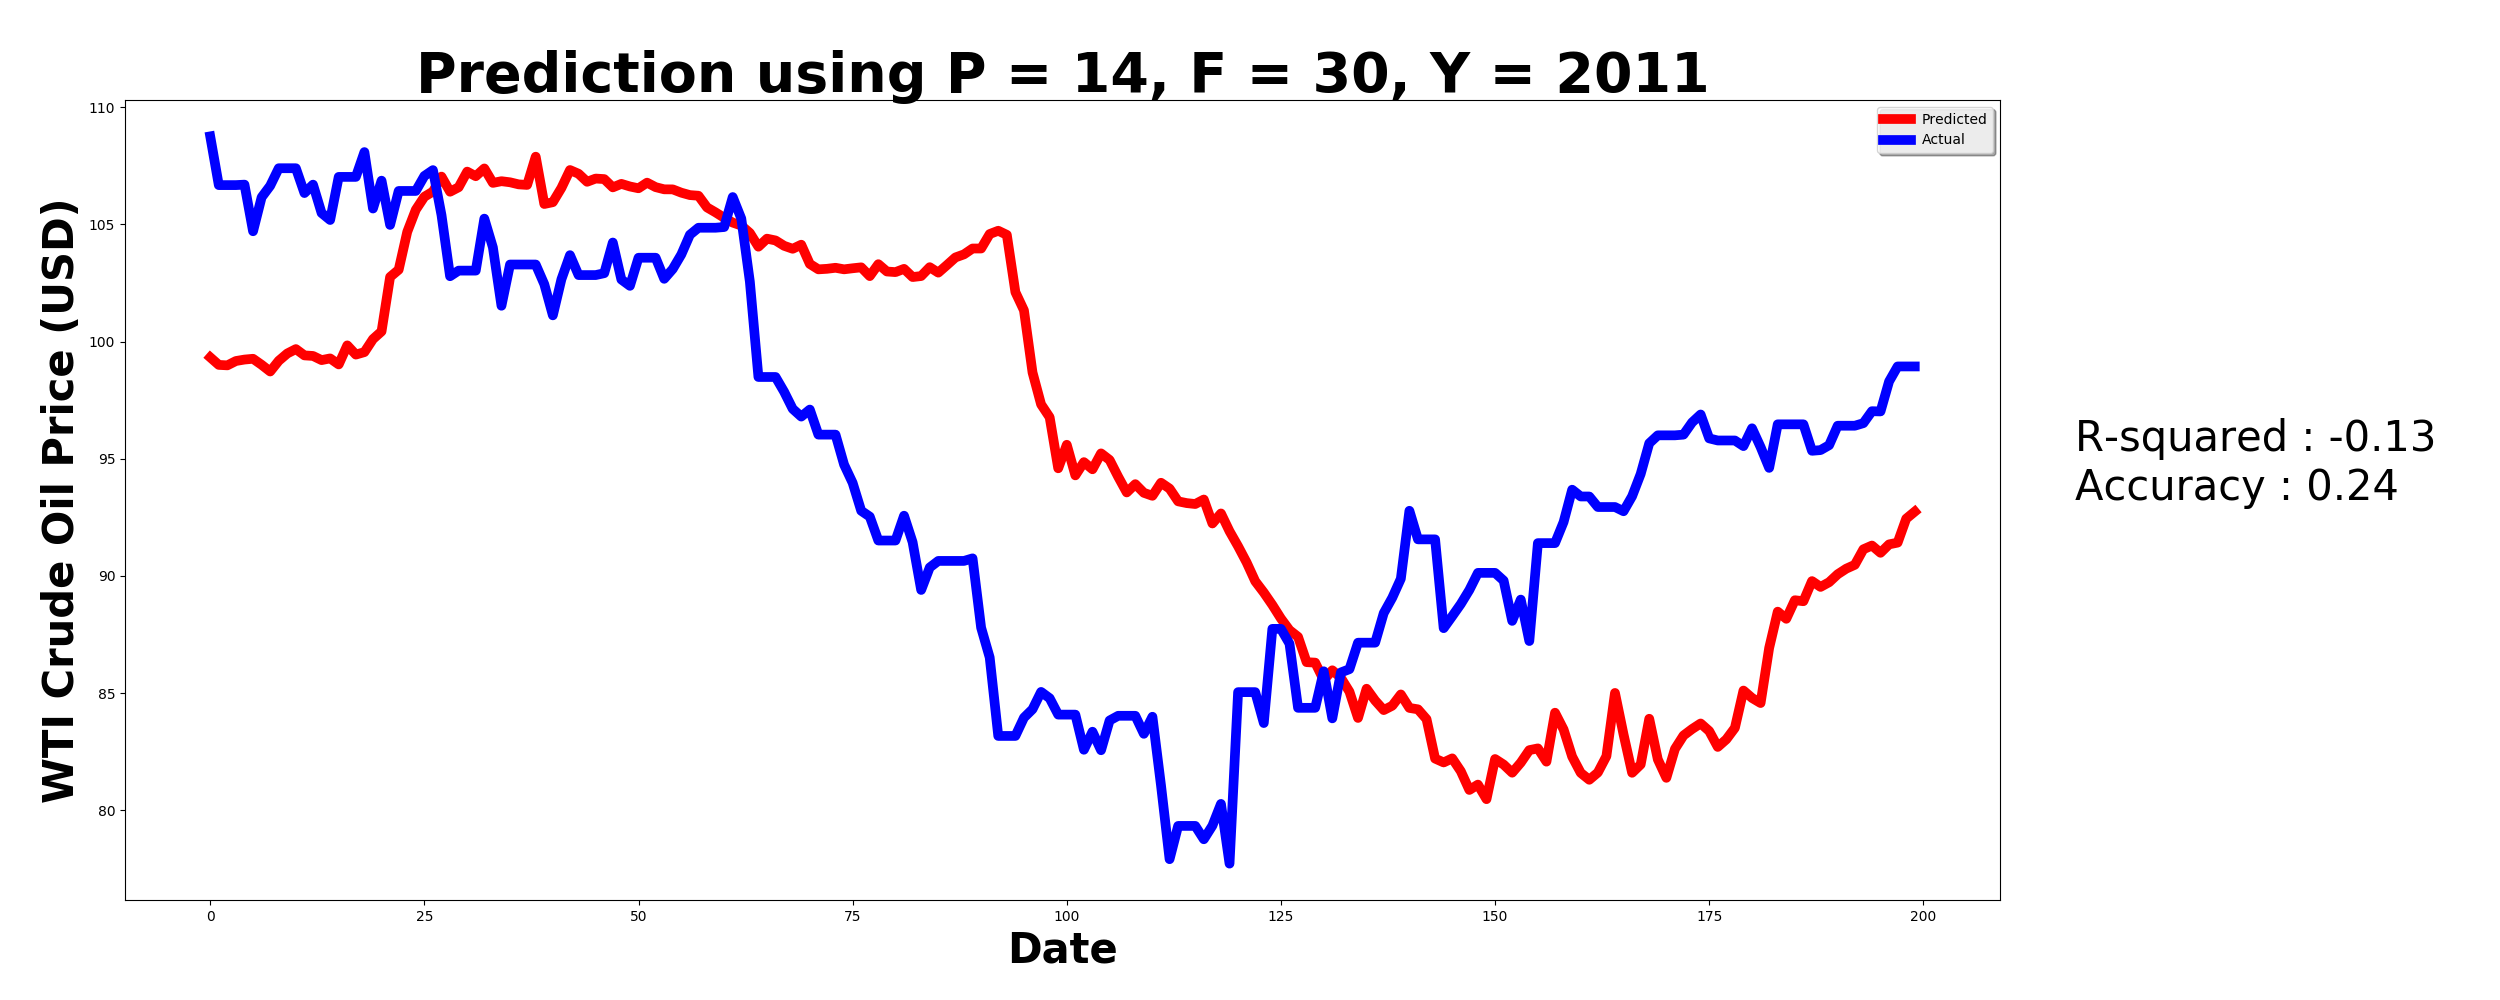 Prediction using P = 14, F = 30, Y = 2011
WTI Crude Oil Price (USD)
110
105
100
95
90
85
80
Predicted
Actual
R-squared : -0.13
Accuracy : 0.24
0 25 50 75 100 125 150 175 200
Date